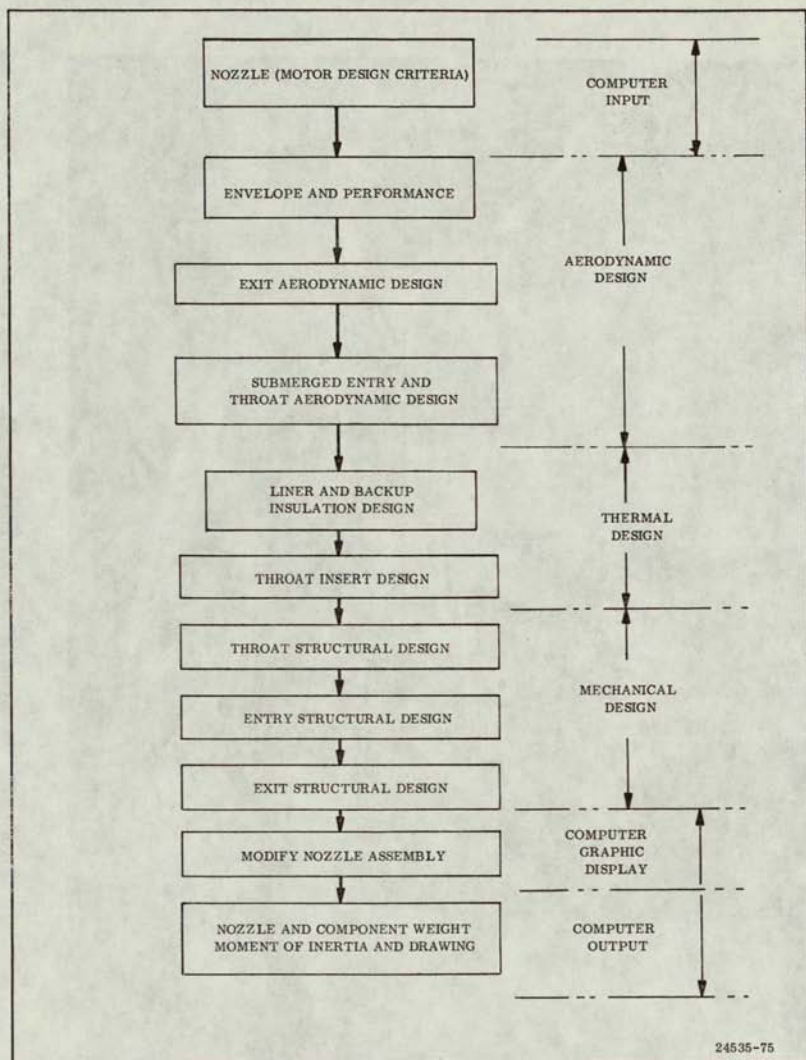 NOZZLE (MOTOR DESIGN CRITERIA)
COMPUTER
INPUT
ENVELOPE AND PERFORMANCE
AERODYNAMIC
DESIGN
EXIT AERODYNAMIC DESIGN
SUBMERGED ENTRY AND
THROAT AERODYNAMIC DESIGN
LINER AND BACKUP
INSULATION DESIGN
THERMAL
DESIGN
THROAT INSERT DESIGN
THROAT STRUCTURAL DESIGN
MECHANICAL
DESIGN
ENTRY STRUCTURAL DESIGN
EXIT STRUCTURAL DESIGN
COMPUTER
GRAPHIC
DISPLAY
MODIFY NOZZLE ASSEMBLY
NOZZLE AND COMPONENT WEIGHT
MOMENT OF INERTIA AND DRAWING
COMPUTER
OUTPUT
24535-75